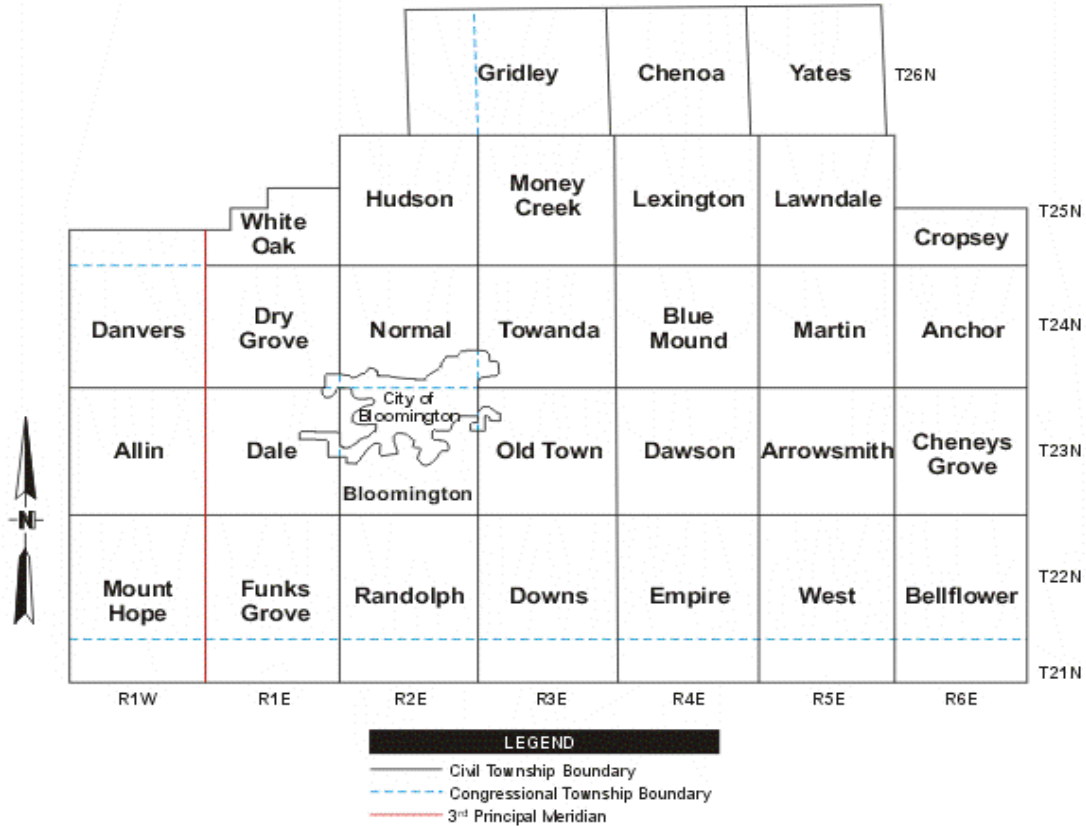 Gridley
Chenoa
Yates
T26N
Hudson
Money
Creek
Lexington
Lawndale
T25N
White
Oak
Cropsey
Danvers
Dry
Grove
Normal
Towanda
Blue
Mound
Martin
Anchor
T24N
City of
Bloomington
Allin
Dale
Old Town
Dawson
Arrowsmith
Cheneys
Grove
T23N
Bloomington
N
Mount
Hope
Funks
Grove
Randolph
Downs
Empire
West
Bellflower
T22N
T21N
R1W
R1E
R2E
R3E
R4E
R5E
R6E
LEGEND
Civil Township Boundary
Congressional Township Boundary
3rd Principal Meridian